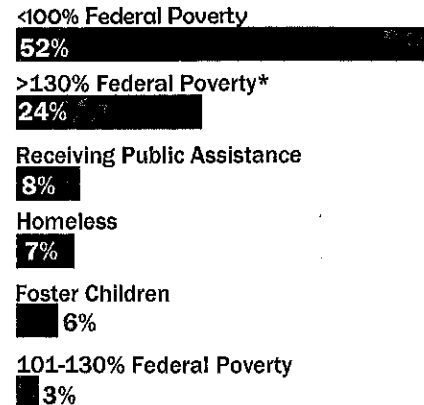 <100% Federal Poverty
52%
>130% Federal Poverty*
24%
Receiving Public Assistance
8%
Homeless
7%
Foster Children
6%
101-130% Federal Poverty
3%